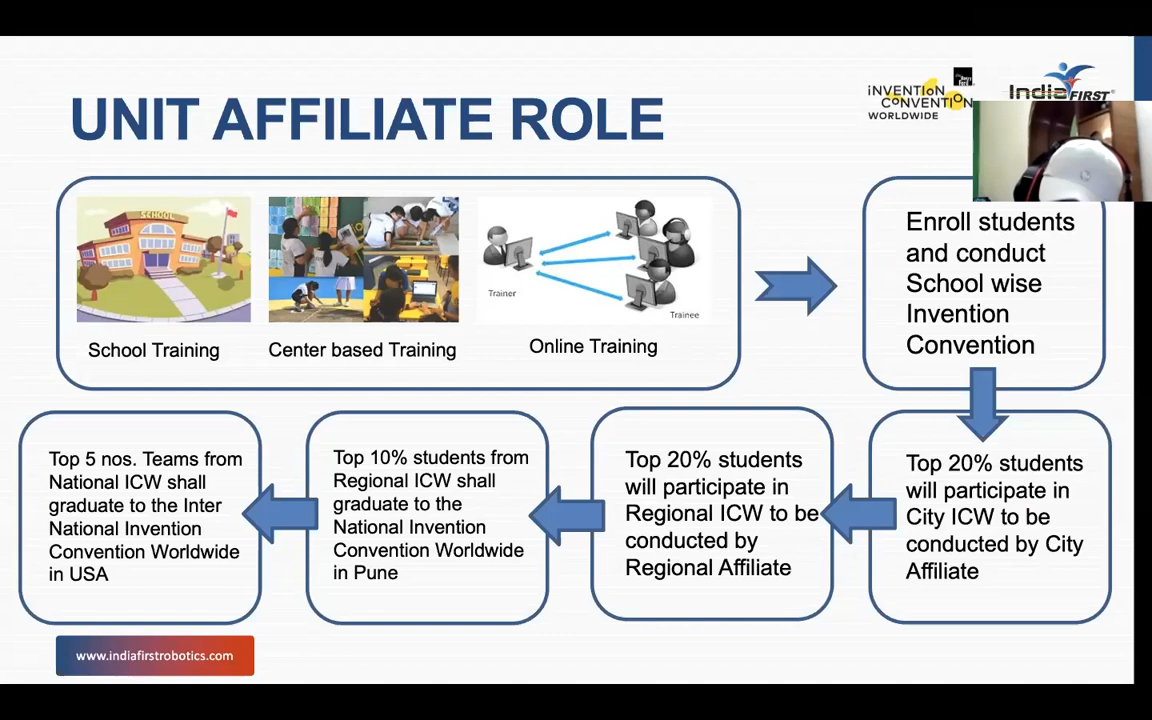 UNIT AFFILIATE ROLE
INVENTION
CONVENTION
WORLDWIDE
India FIRST
SCHOOL
Trainer
Trainee
School Training
Center based Training
Online Training
Enroll students
and conduct
School wise
Invention
Convention
Top 20% students
will participate in
City ICW to be
conducted by City
Affiliate
Top 20% students
will participate in
Regional ICW to be
conducted by
Regional Affiliate
Top 10% students from
Regional ICW shall
graduate to the
National Invention
Convention Worldwide
in Pune
Top 5 nos. Teams from
National ICW shall
graduate to the Inter
National Invention
Convention Worldwide
in USA
www.indiafirstrobotics.com